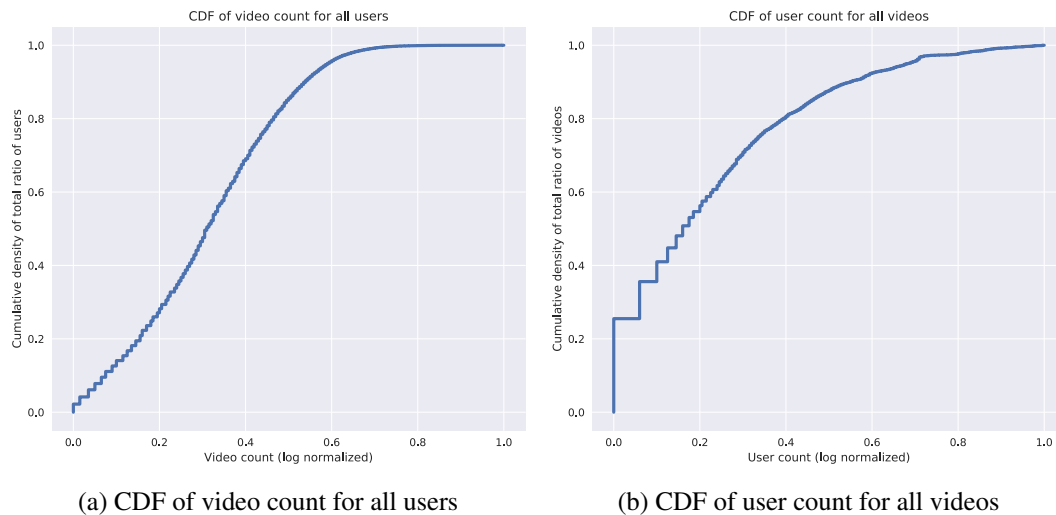 CDF of video count for all users
1.0
0.8
0.6
0.4
0.2
0.0
Cumulative density of total ratio of users
0.0 0.2 0.4 0.6 0.8 1.0
Video count (log normalized)
(a) CDF of video count for all users
CDF of user count for all videos
1.0
0.8
0.6
0.4
0.2
0.0
Cumulative density of total ratio of videos
0.0 0.2 0.4 0.6 0.8 1.0
User count (log normalized)
(b) CDF of user count for all videos